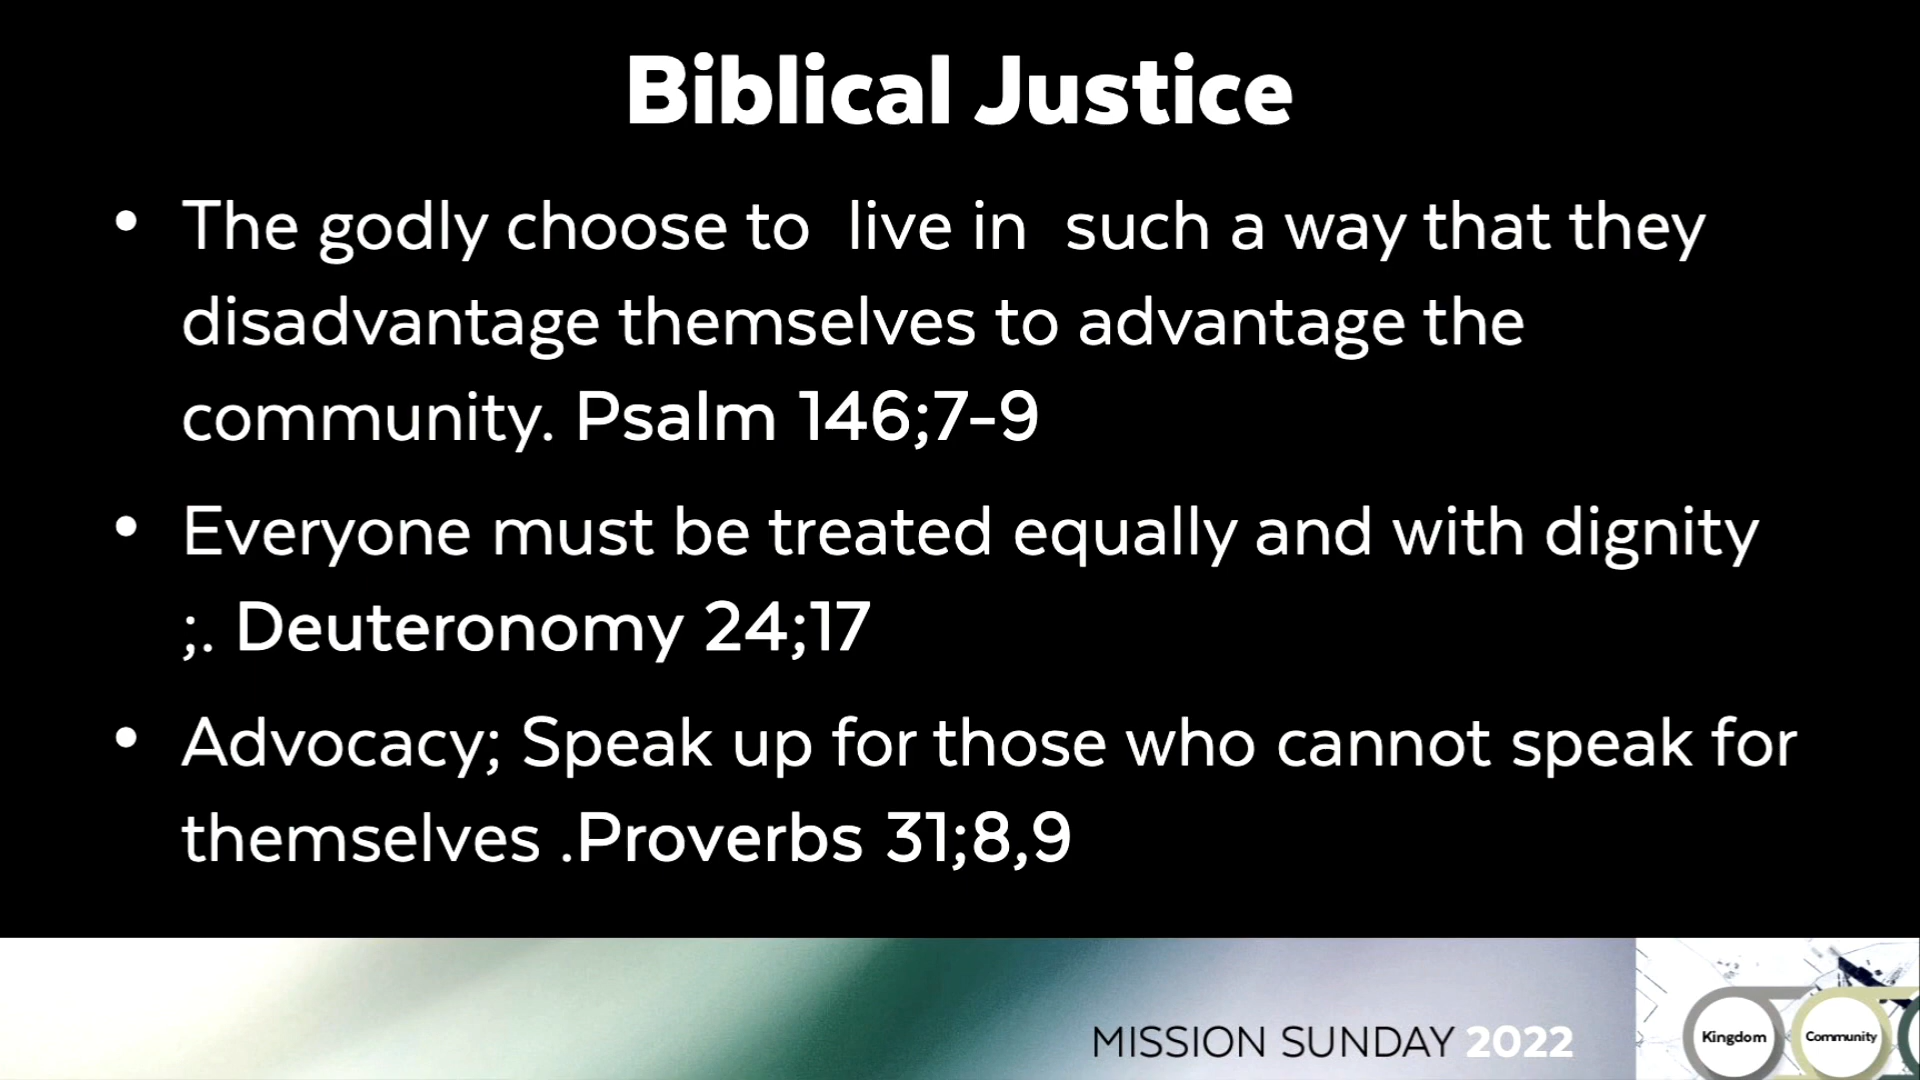 Biblical Justice
• The godly choose to  live in  such a way that they
disadvantage themselves to advantage the
community. Psalm 146;7-9
• Everyone must be treated equally and with dignity
;. Deuteronomy 24;17
• Advocacy; Speak up for those who cannot speak for
themselves .Proverbs 31;8,9
MISSION SUNDAY 2022
Kingdom
Community